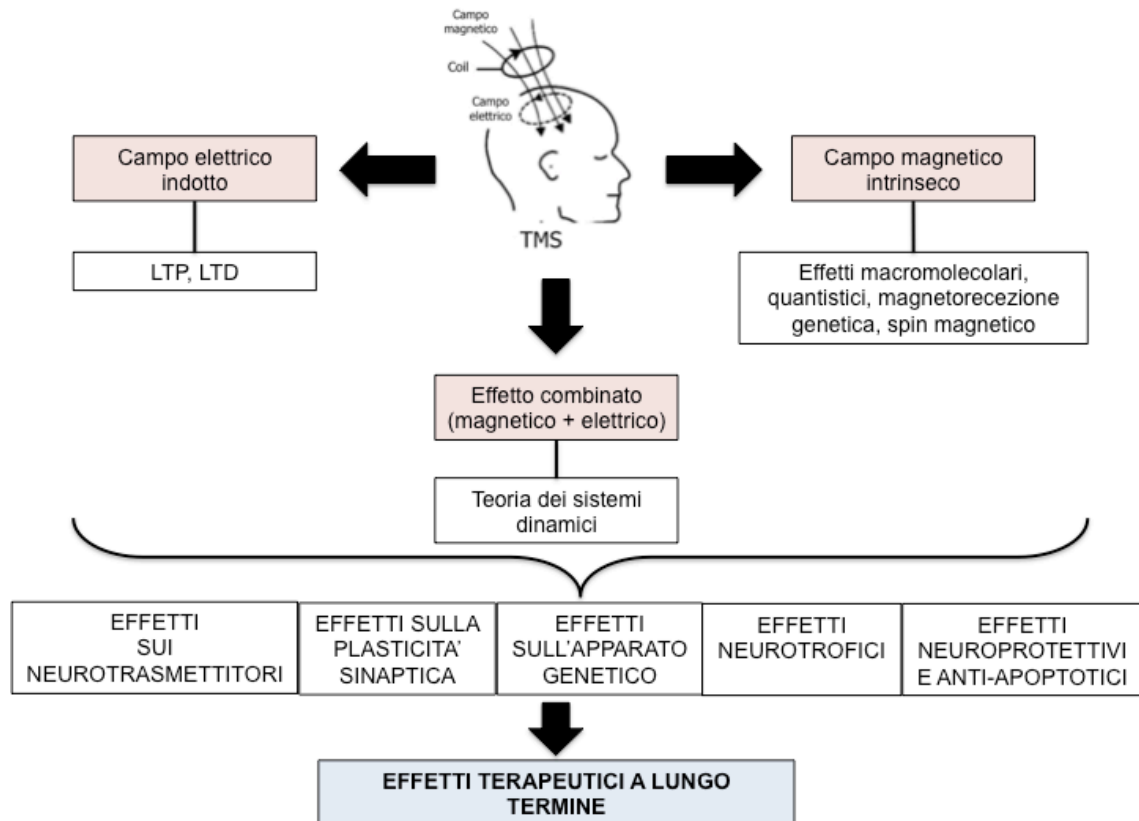 Campo
magnetico
Coil
Campo
elettrico
TMS
Campo elettrico
indotto
LTP, LTD
Campo magnetico
intrinseco
Effetti macromolecolari,
quantistici, magnetorecezione
genetica, spin magnetico
Effetto combinato
(magnetico + elettrico)
Teoria dei sistemi
dinamici
EFFETTI
SUI
NEUROTRASMETTITORI
EFFETTI SULLA
PLASTICITA'
SINAPTICA
EFFETTI
SULL'APPARATO
GENETICO
EFFETTI
NEUROTROFICI
EFFETTI
NEUROPROTETTIVI
E ANTI-APOPTOTICI
EFFETTI TERAPEUTICI A LUNGO
TERMINE